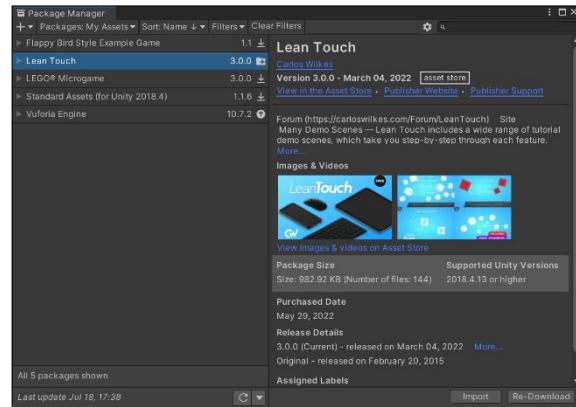 Package Manager
+ Packages: My Assets Sort: Name ↓ Filters Clear Filters
Flappy Bird Style Example Game 1.1
Lean Touch 3.0.0
LEGO® Microgame 3.0.0
Standard Assets (for Unity 2018.4) 1.1.6
Vuforia Engine 10.7.2
All 5 packages shown
Last update Jul 18, 17:38
Lean Touch
Carlos Wilkes
Version 3.0.0 - March 04, 2022 asset store
View in the Asset Store • Publisher Website • Publisher Support
Forum (https://carloswilkes.com/Forum/LeanTouch) Site
Many Demo Scenes — Lean Touch includes a wide range of tutorial
demo scenes, which take you step-by-step through each feature.
More...
Images & Videos
LeanTouch
FREE
CW
View images & videos on Asset Store
Package Size Supported Unity Versions
Size: 982.92 KB (Number of files: 144) 2018.4.13 or higher
Purchased Date
May 29, 2022
Release Details
3.0.0 (Current) - released on March 04, 2022 More...
Original - released on February 20, 2015
Assigned Labels
Import Re-Download